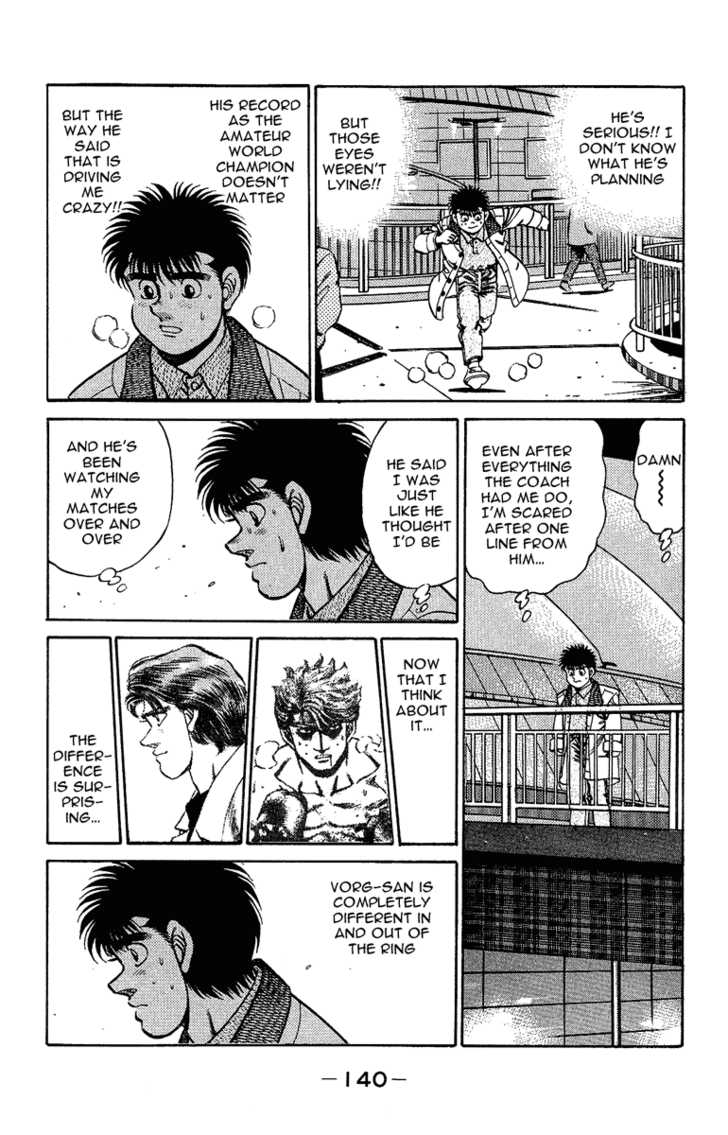 HE'S
SERIOUS!! I
DON'T KNOW
WHAT HE'S
PLANNING
BUT
THOSE
EYES
WEREN'T
LYING!!
HIS RECORD
AS THE
AMATEUR
WORLD
CHAMPION
DOESN'T
MATTER
BUT THE
WAY HE
SAID
THAT IS
DRIVING
ME
CRAZY!!
DAMN
EVEN AFTER
EVERYTHING
THE COACH
HAD ME DO,
I'M SCARED
AFTER ONE
LINE FROM
HIM...
HE SAID
I WAS
JUST
LIKE HE
THOUGHT
I'D BE
AND HE'S
BEEN
WATCHING
MY
MATCHES
OVER AND
OVER
NOW
THAT I
THINK
ABOUT
IT...
THE
DIFFER-
ENCE
IS SUR-
PRIS-
ING...
VORG-SAN IS
COMPLETELY
DIFFERENT IN
AND OUT OF
THE RING
-140-